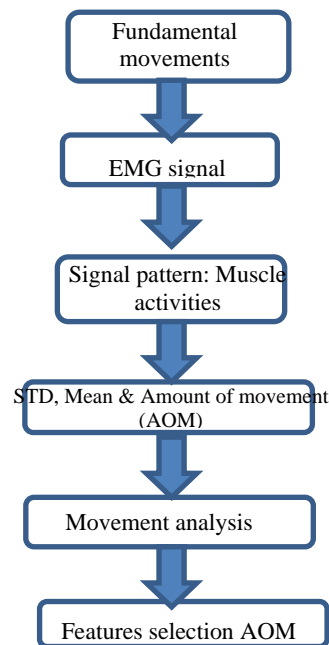 Fundamental
movements
EMG signal
Signal pattern: Muscle
activities
STD, Mean & Amount of movement
(AOM)
Movement analysis
Features selection AOM